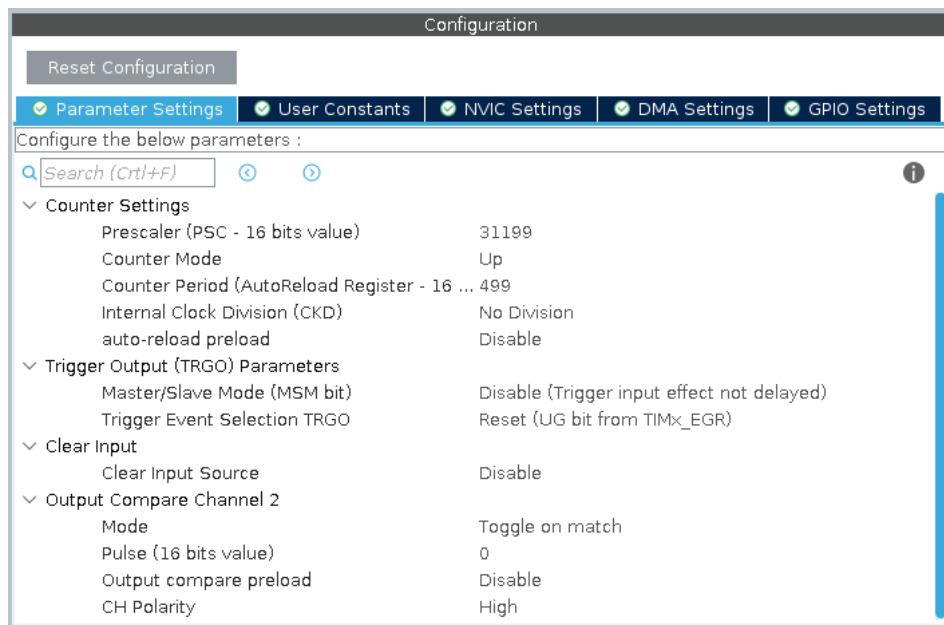 Configuration
Reset Configuration
Parameter Settings User Constants NVIC Settings DMA Settings GPIO Settings
Configure the below parameters :
Search (Crtl+F)
Counter Settings
Prescaler (PSC - 16 bits value) 31199
Counter Mode Up
Counter Period (AutoReload Register - 16 ... 499
Internal Clock Division (CKD) No Division
auto-reload preload Disable
Trigger Output (TRGO) Parameters
Master/Slave Mode (MSM bit) Disable (Trigger input effect not delayed)
Trigger Event Selection TRGO Reset (UG bit from TIMx_EGR)
Clear Input
Clear Input Source Disable
Output Compare Channel 2
Mode Toggle on match
Pulse (16 bits value) 0
Output compare preload Disable
CH Polarity High